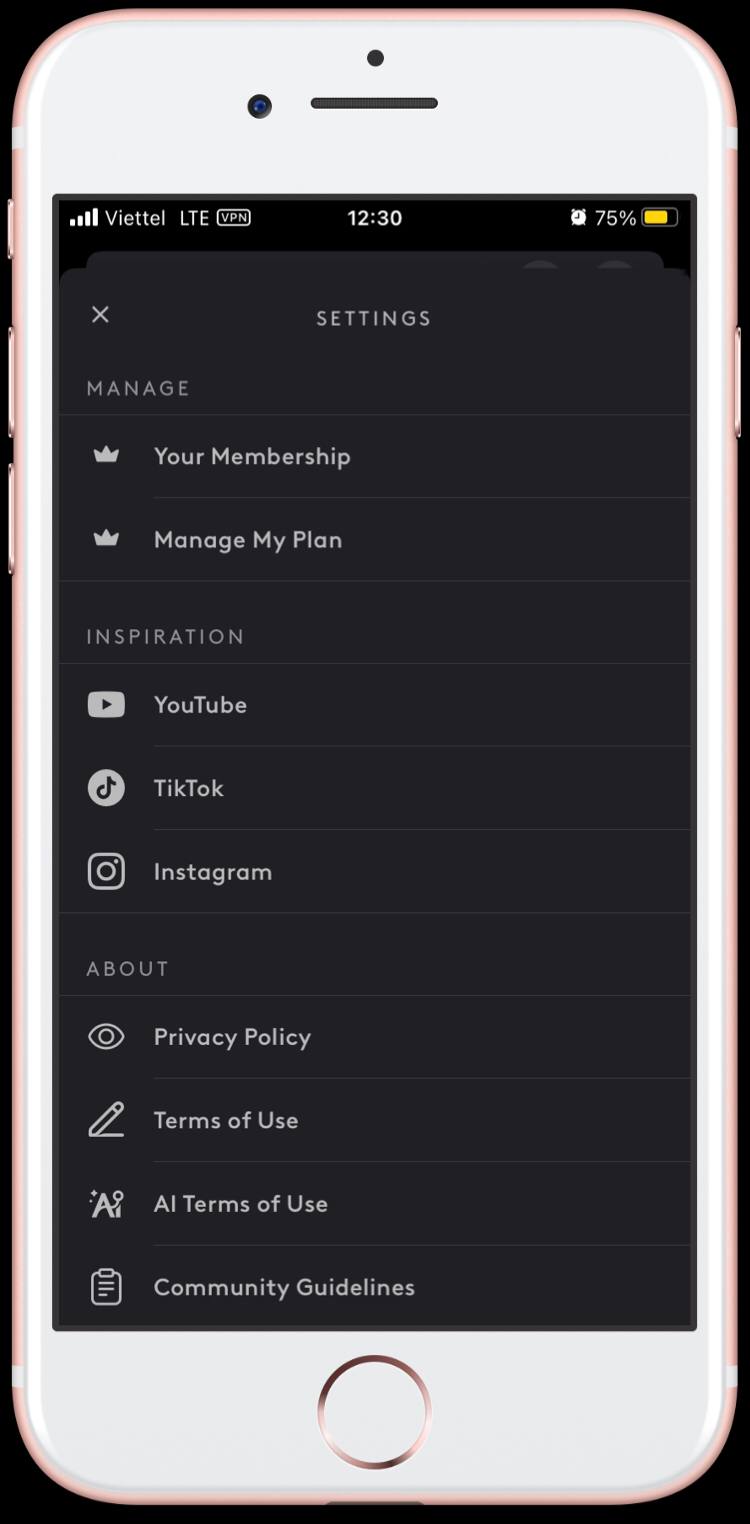 Viettel LTE VPN 12:30 75%
SETTINGS
MANAGE
Your Membership
Manage My Plan
INSPIRATION
YouTube
TikTok
Instagram
ABOUT
Privacy Policy
Terms of Use
AI Terms of Use
Community Guidelines